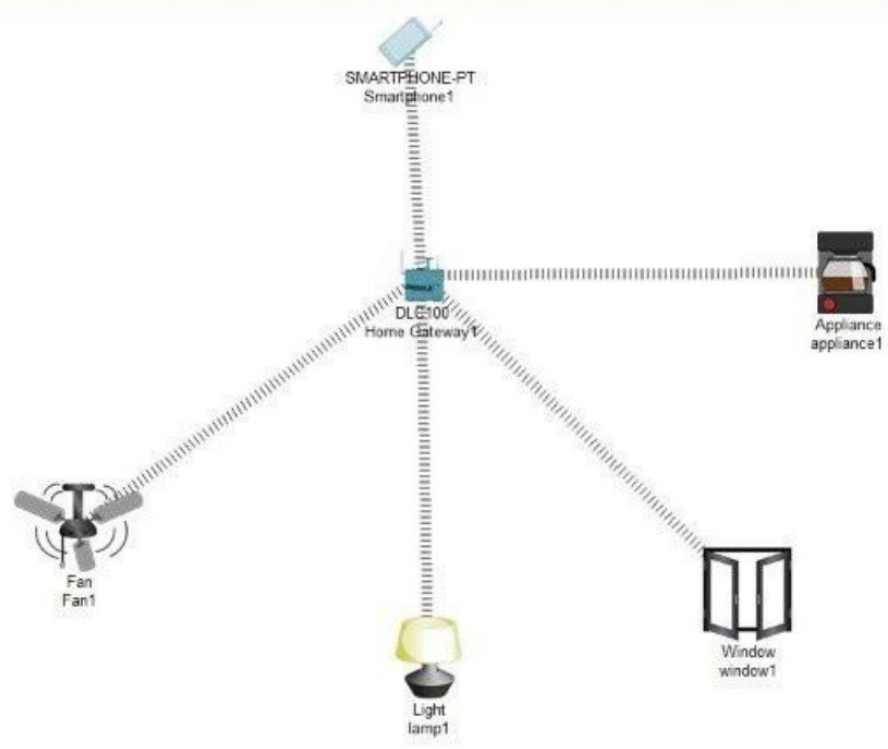 SMARTPHONE-PT
Smartphone1
DLC100
Home Gateway1
Appliance
appliance1
Fan
Fan1
Window
window1
Light
lamp1